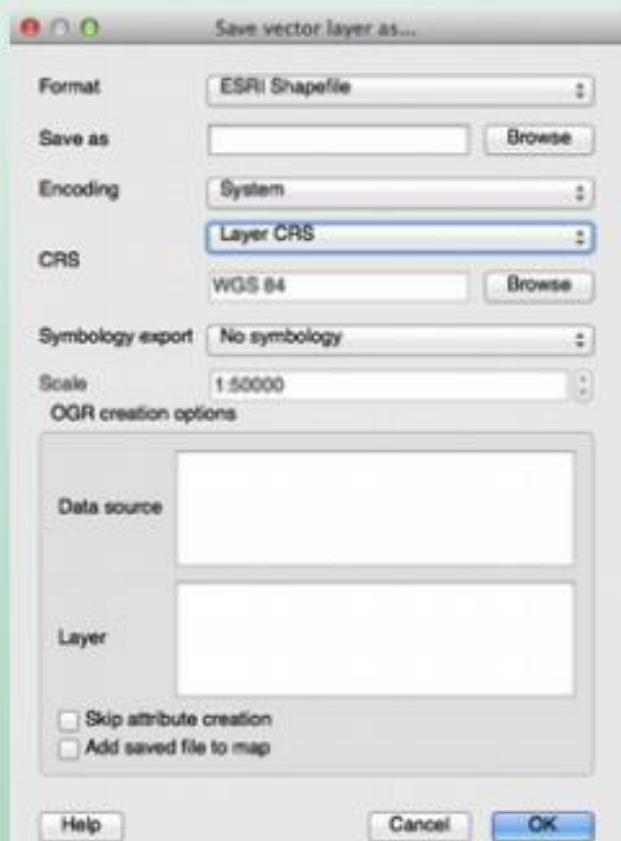 Save vector layer as...
Format ESRI Shapefile
Save as Browse
Encoding System
CRS Layer CRS
WGS 84 Browse
Symbology export No symbology
Scale 1:50000
OGR creation options
Data source
Layer
Skip attribute creation
Add saved file to map
Help Cancel OK